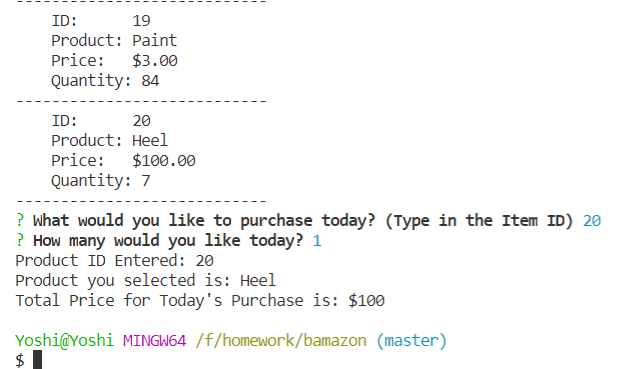 ---------------------------
ID: 19
Product: Paint
Price: $3.00
Quantity: 84
---------------------------
ID: 20
Product: Heel
Price: $100.00
Quantity: 7
---------------------------
? What would you like to purchase today? (Type in the Item ID) 20
? How many would you like today? 1
Product ID Entered: 20
Product you selected is: Heel
Total Price for Today's Purchase is: $100
Yoshi@Yoshi MINGW64 /f/homework/bamazon (master)
$